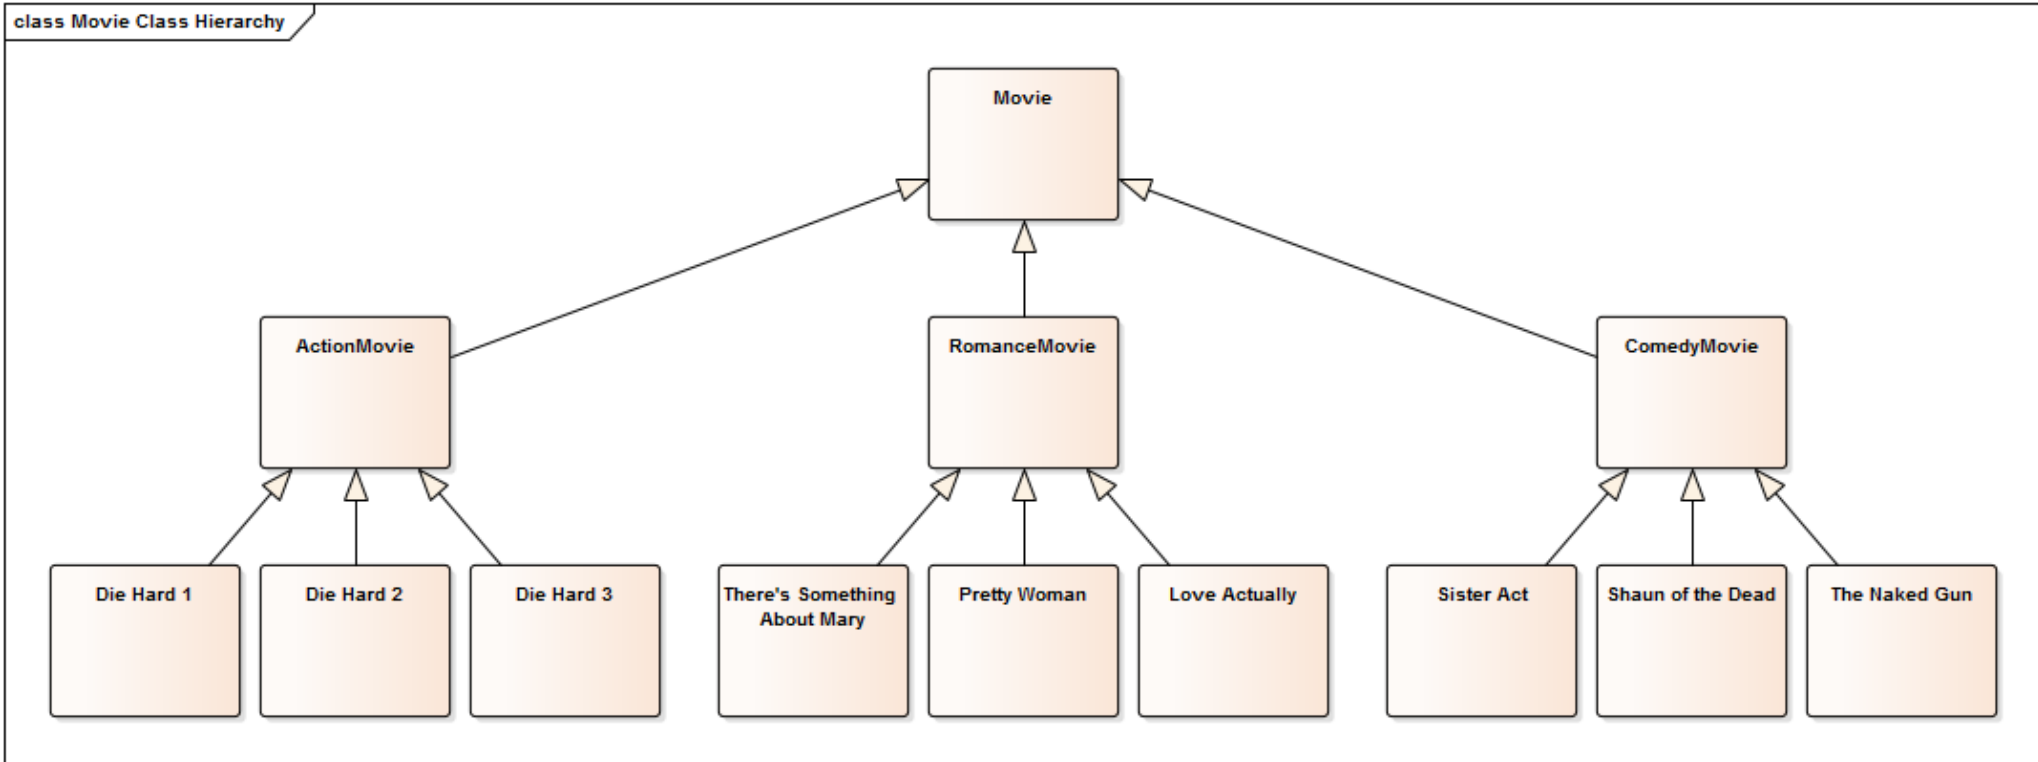 class Movie Class Hierarchy
Movie
ActionMovie
RomanceMovie
ComedyMovie
Die Hard 1
Die Hard 2
Die Hard 3
There's Something
About Mary
Pretty Woman
Love Actually
Sister Act
Shaun of the Dead
The Naked Gun